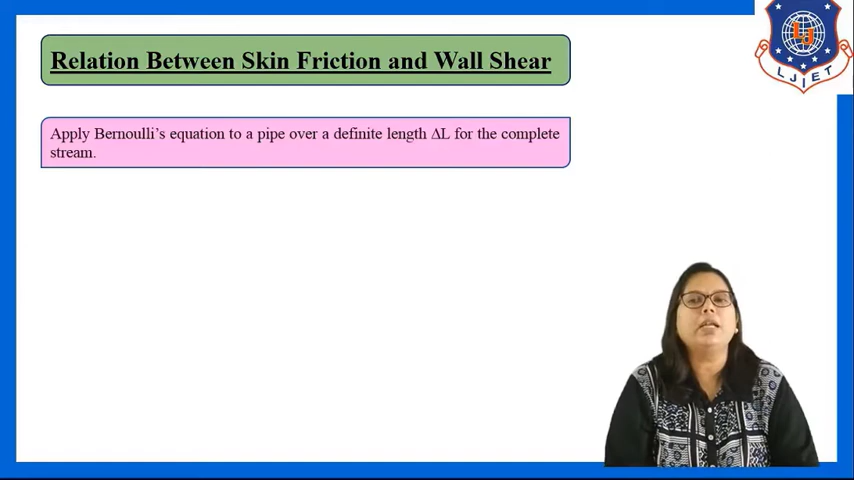 Relation Between Skin Friction and Wall Shear
Apply Bernoulli's equation to a pipe over a definite length ΔL for the complete
stream.
LJ
LJIET